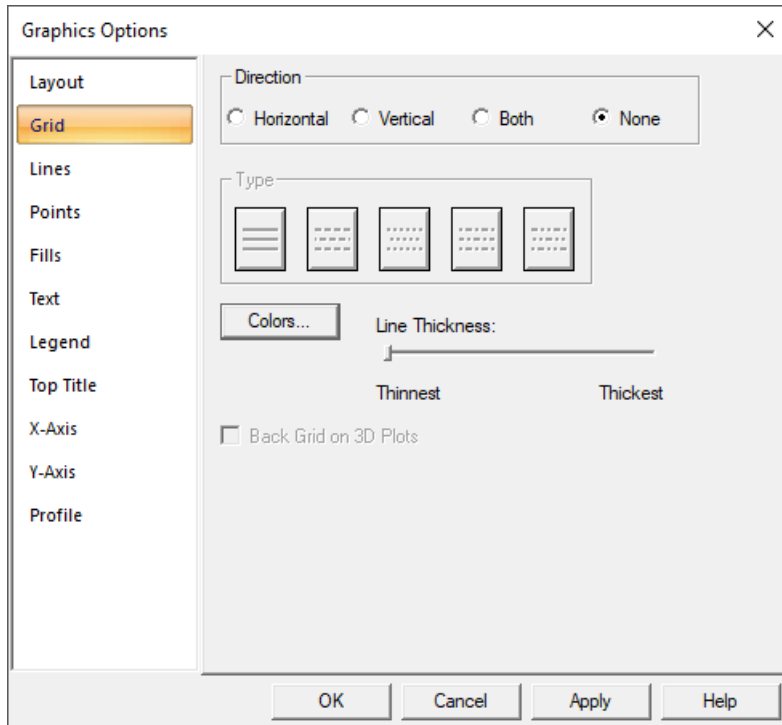 Graphics Options
Layout
Grid
Lines
Points
Fills
Text
Legend
Top Title
X-Axis
Y-Axis
Profile
Direction
Horizontal Vertical Both None
Type
Colors...
Line Thickness:
Thinnest Thickest
Back Grid on 3D Plots
OK Cancel Apply Help